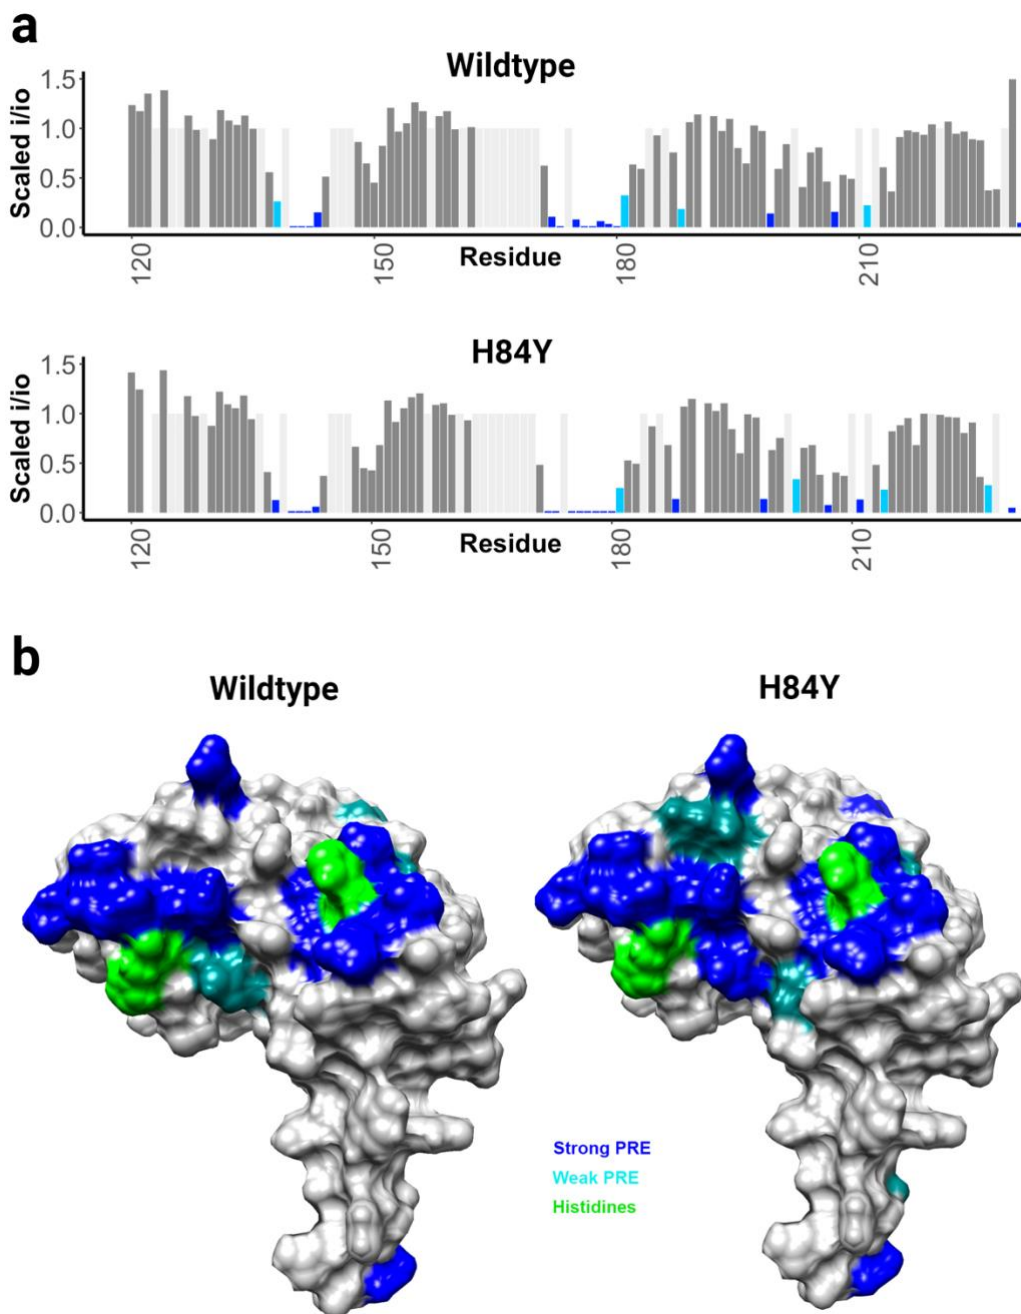 a
Wildtype
Scaled i/io
1.5
1.0
0.5
0.0
120
150
180
210
Residue
H84Y
Scaled i/io
1.5
1.0
0.5
0.0
120
150
180
210
Residue
b
Wildtype
H84Y
Strong PRE
Weak PRE
Histidines